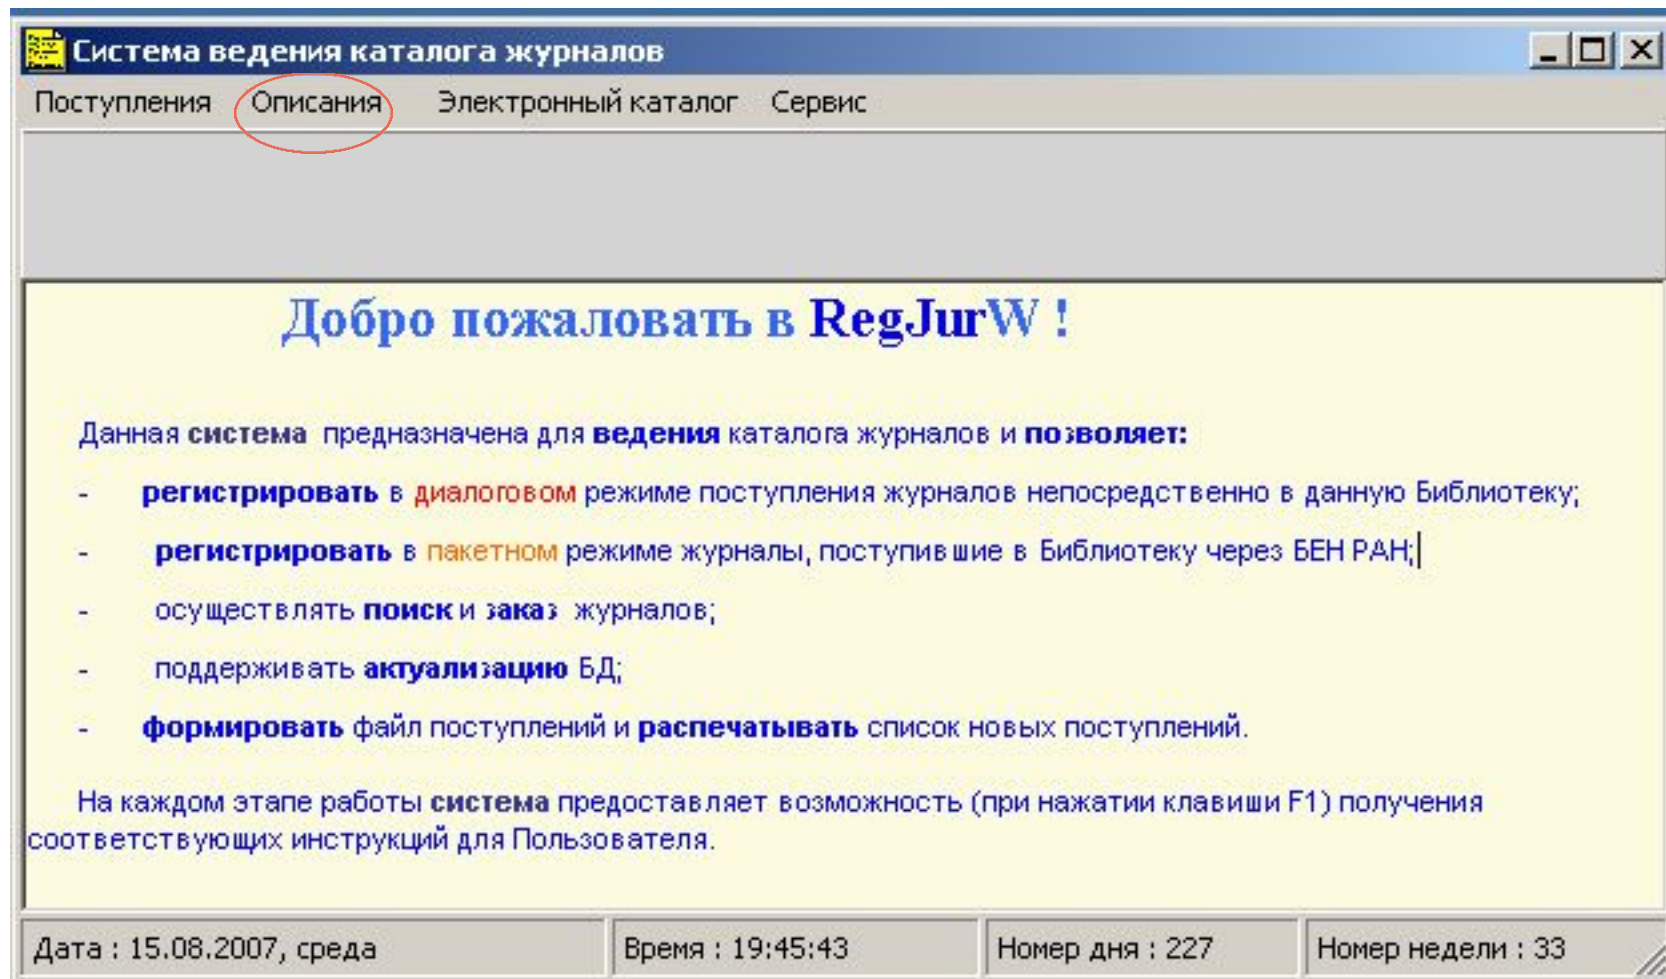 Система ведения каталога журналов
Поступления Описания Электронный каталог Сервис
Добро пожаловать в RegJurW !
Данная система предназначена для ведения каталога журналов и позволяет:
- регистрировать в диалоговом режиме поступления журналов непосредственно в данную Библиотеку;
- регистрировать в пакетном режиме журналы, поступившие в Библиотеку через БЕН РАН;
- осуществлять поиск и заказ журналов;
- поддерживать актуализацию БД;
- формировать файл поступлений и распечатывать список новых поступлений.
На каждом этапе работы система предоставляет возможность (при нажатии клавиши F1) получения
соответствующих инструкций для Пользователя.
Дата : 15.08.2007, среда Время : 19:45:43 Номер дня : 227 Номер недели : 33